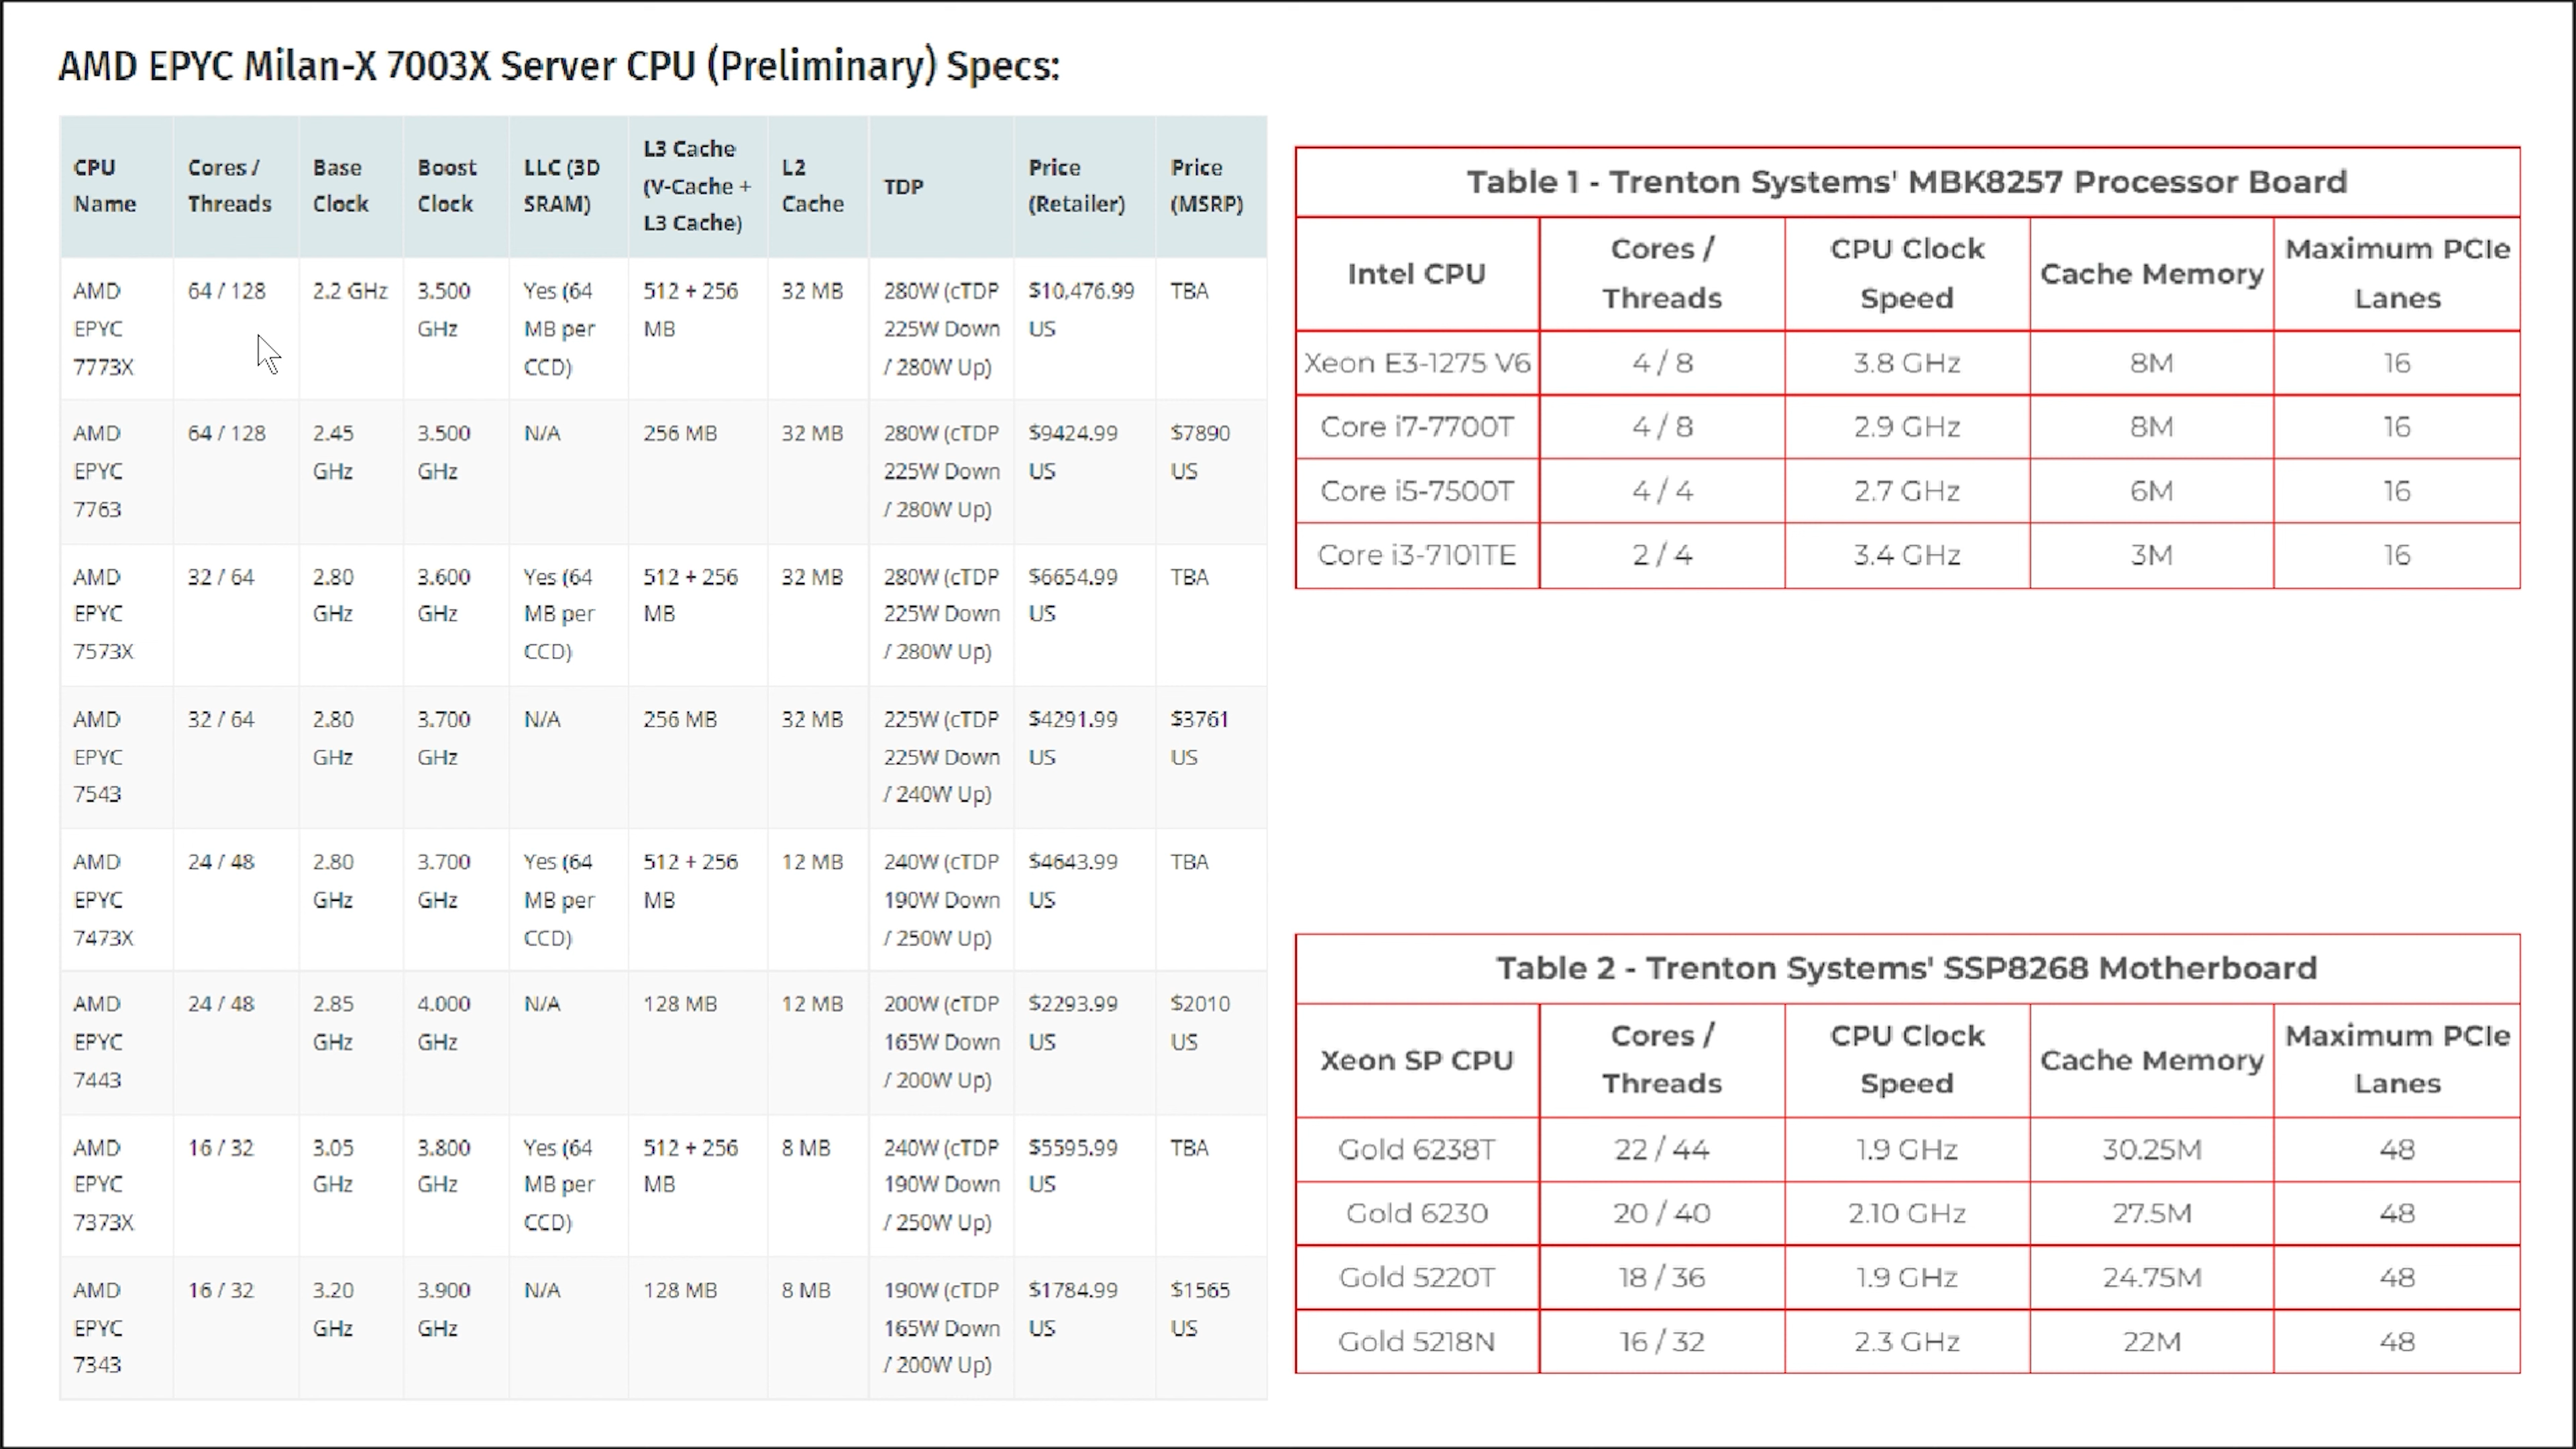 AMD EPYC Milan-X 7003X Server CPU (Preliminary) Specs:
CPU Name	Cores / Threads	Base Clock	Boost Clock	LLC (3D SRAM)	L3 Cache (V-Cache + L3 Cache)	L2 Cache	TDP	Price (Retailer)	Price (MSRP)
AMD EPYC 7773X	64 / 128	2.2 GHz	3.500 GHz	Yes (64 MB per CCD)	512 + 256 MB	32 MB	280W (cTDP 225W Down / 280W Up)	$10,476.99 US	TBA
AMD EPYC 7763	64 / 128	2.45 GHz	3.500 GHz	N/A	256 MB	32 MB	280W (cTDP 225W Down / 280W Up)	$9424.99 US	$7890 US
AMD EPYC 7573X	32 / 64	2.80 GHz	3.600 GHz	Yes (64 MB per CCD)	512 + 256 MB	32 MB	280W (cTDP 225W Down / 280W Up)	$6654.99 US	TBA
AMD EPYC 7543	32 / 64	2.80 GHz	3.700 GHz	N/A	256 MB	32 MB	225W (cTDP 225W Down / 240W Up)	$4291.99 US	$3761 US
AMD EPYC 7473X	24 / 48	2.80 GHz	3.700 GHz	Yes (64 MB per CCD)	512 + 256 MB	12 MB	240W (cTDP 190W Down / 250W Up)	$4643.99 US	TBA
AMD EPYC 7443	24 / 48	2.85 GHz	4.000 GHz	N/A	128 MB	12 MB	200W (cTDP 165W Down / 200W Up)	$2293.99 US	$2010 US
AMD EPYC 7373X	16 / 32	3.05 GHz	3.800 GHz	Yes (64 MB per CCD)	512 + 256 MB	8 MB	240W (cTDP 190W Down / 250W Up)	$5595.99 US	TBA
AMD EPYC 7343	16 / 32	3.20 GHz	3.900 GHz	N/A	128 MB	8 MB	190W (cTDP 165W Down / 200W Up)	$1784.99 US	$1565 US
Table 1 - Trenton Systems' MBK8257 Processor Board
Intel CPU	Cores / Threads	CPU Clock Speed	Cache Memory	Maximum PCIe Lanes
Xeon E3-1275 V6	4 / 8	3.8 GHz	8M	16
Core i7-7700T	4 / 8	2.9 GHz	8M	16
Core i5-7500T	4 / 4	2.7 GHz	6M	16
Core i3-7101TE	2 / 4	3.4 GHz	3M	16
Table 2 - Trenton Systems' SSP8268 Motherboard
Xeon SP CPU	Cores / Threads	CPU Clock Speed	Cache Memory	Maximum PCIe Lanes
Gold 6238T	22 / 44	1.9 GHz	30.25M	48
Gold 6230	20 / 40	2.10 GHz	27.5M	48
Gold 5220T	18 / 36	1.9 GHz	24.75M	48
Gold 5218N	16 / 32	2.3 GHz	22M	48